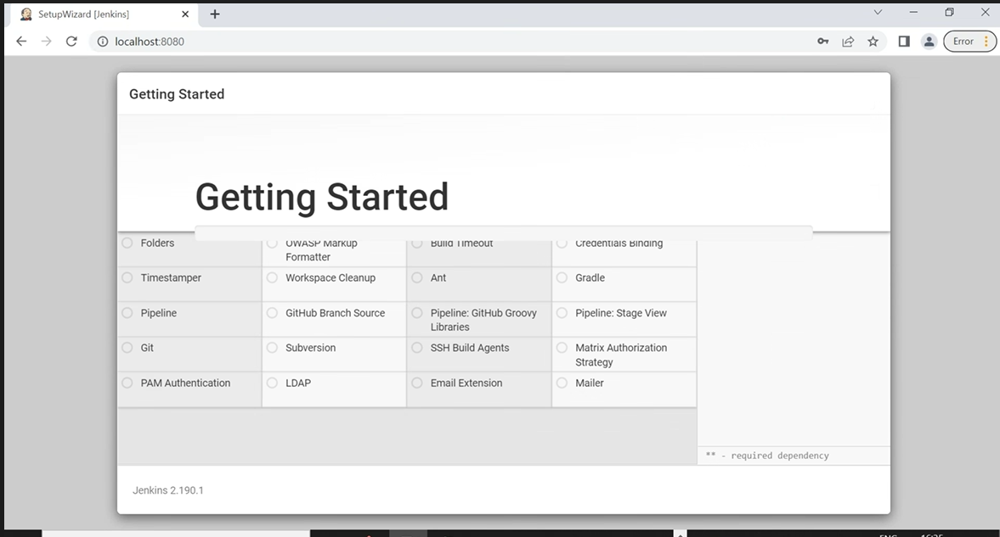 SetupWizard [Jenkins]
localhost:8080
Error
Getting Started
Getting Started
Folders
OWASP Markup
Formatter
Build Timeout
Credentials Binding
Timestamper
Workspace Cleanup
Ant
Gradle
Pipeline
GitHub Branch Source
Pipeline: GitHub Groovy
Libraries
Pipeline: Stage View
Git
Subversion
SSH Build Agents
Matrix Authorization
Strategy
PAM Authentication
LDAP
Email Extension
Mailer
** - required dependency
Jenkins 2.190.1